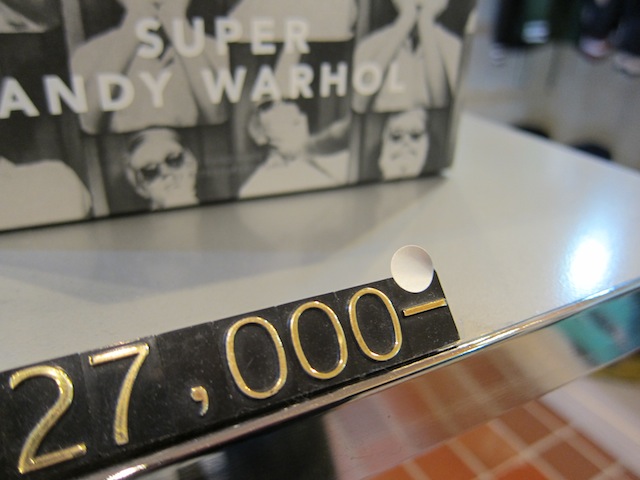 SUPER
ANDY WARHOL
27,000-